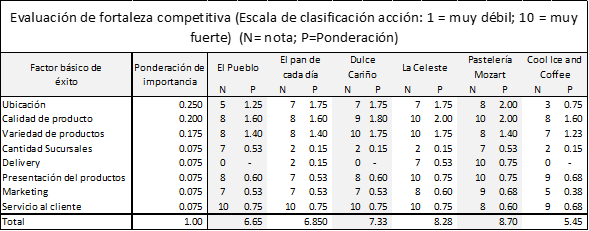 Evaluación de fortaleza competitiva (Escala de clasificación acción: 1 = muy débil; 10 = muy
fuerte) (N= nota; P=Ponderación)
Factor básico de éxito Ponderación de importancia El Pueblo El pan de cada día Dulce Cariño La Celeste Pastelería Mozart Cool Ice and Coffee
N P N P N P N P N P N P
Ubicación 0.250 5 1.25 7 1.75 7 1.75 7 1.75 8 2.00 3 0.75
Calidad de producto 0.200 8 1.60 8 1.60 9 1.80 10 2.00 10 2.00 8 1.60
Variedad de productos 0.175 8 1.40 8 1.40 10 1.75 10 1.75 8 1.40 7 1.23
Cantidad Sucursales 0.075 7 0.53 2 0.15 2 0.15 2 0.15 7 0.53 2 0.15
Delivery 0.075 0 - 2 0.15 0 - 7 0.53 10 0.75 0 -
Presentación del productos 0.075 8 0.60 7 0.53 8 0.60 10 0.75 10 0.75 9 0.68
Marketing 0.075 7 0.53 7 0.53 7 0.53 8 0.60 9 0.68 5 0.38
Servicio al cliente 0.075 10 0.75 10 0.75 10 0.75 10 0.75 8 0.60 9 0.68
Total 1.00 6.65 6.850 7.33 8.28 8.70 5.45